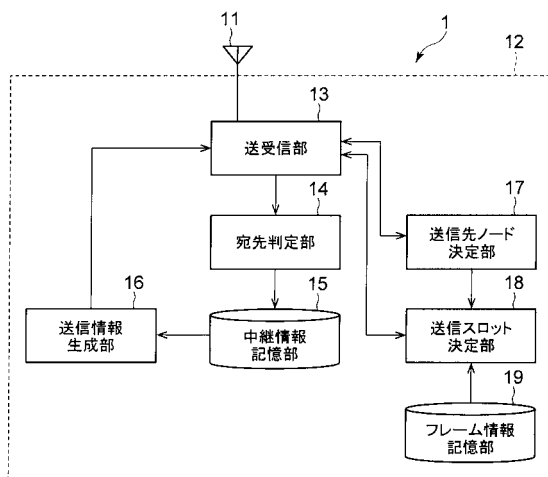 11
1
12
13
送受信部
14
17
宛先判定部
送信先ノード
決定部
16
15
18
送信情報
生成部
中継情報
記憶部
送信スロット
決定部
19
フレーム情報
記憶部